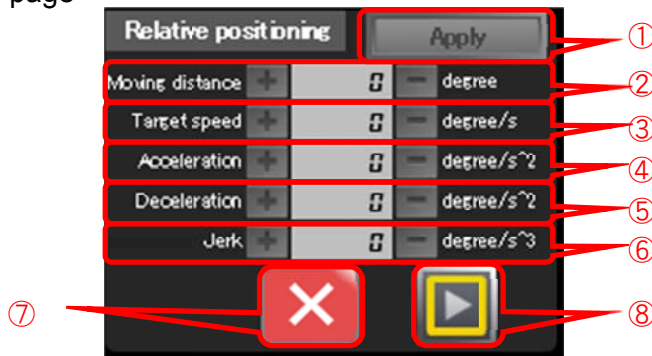 page
Relative positioning Apply ①
Moving distance + 0 − degree ②
Target speed + 0 − degree/s ③
Acceleration + 0 − degree/s^2 ④
Deceleration + 0 − degree/s^2 ⑤
Jerk + 0 − degree/s^3 ⑥
⑦ ⑧